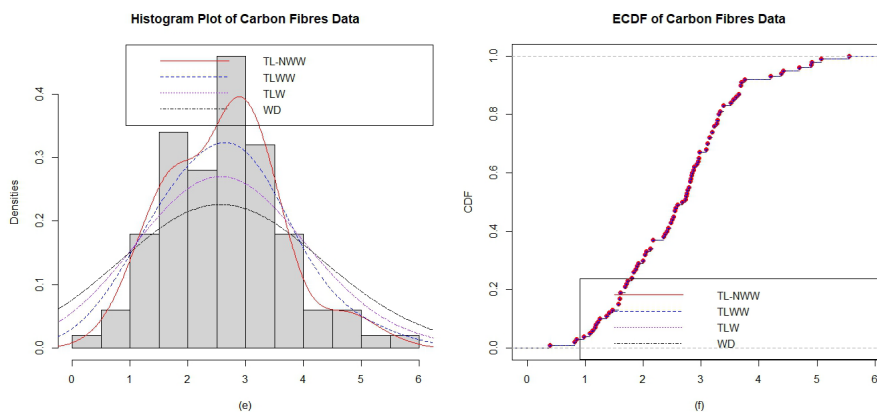 Histogram Plot of Carbon Fibres Data
TL-NWW
TLWW
TLW
WD
Densities
0.0
0.1
0.2
0.3
0.4
0 1 2 3 4 5 6
(e)
ECDF of Carbon Fibres Data
CDF
0.0
0.2
0.4
0.6
0.8
1.0
TL-NWW
TLWW
TLW
WD
0 1 2 3 4 5 6
(f)